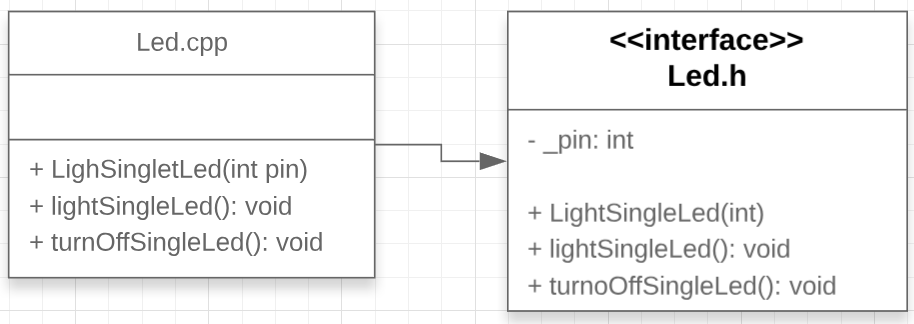 Led.cpp
+ LighSingletLed(int pin)
+ lightSingleLed(): void
+ turnOffSingleLed(): void
<<interface>>
Led.h
- _pin: int
+ LightSingleLed(int)
+ lightSingleLed(): void
+ turnoOffSingleLed(): void